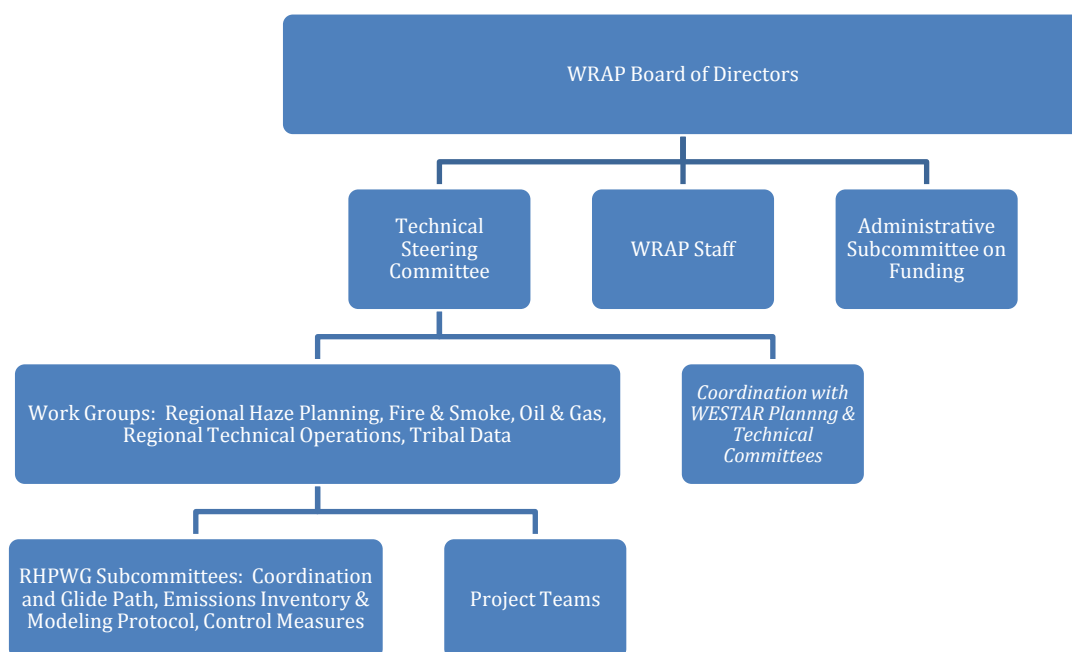 WRAP Board of Directors
Technical
Steering
Committee
WRAP Staff
Administrative
Subcommittee on
Funding
Work Groups:  Regional Haze Planning, Fire & Smoke, Oil & Gas,
Regional Technical Operations, Tribal Data
Coordination with
WESTAR Plannng &
Technical
Committees
RHPWG Subcommittees:  Coordination
and Glide Path, Emissions Inventory &
Modeling Protocol, Control Measures
Project Teams